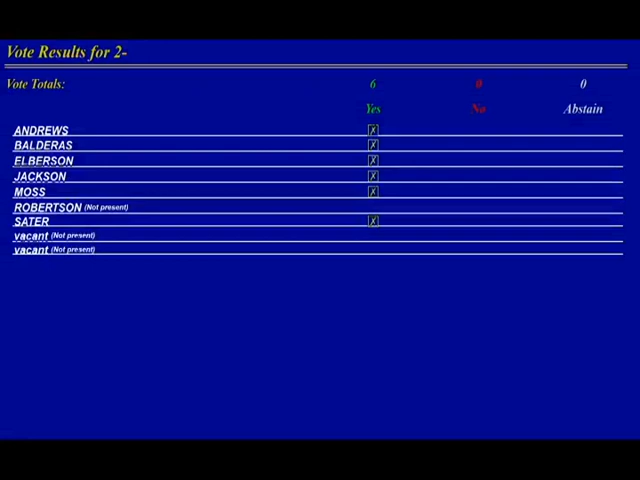 Vote Results for 2-
Vote Totals: 6 0 0
Yes No Abstain
ANDREWS X
BALDERAS X
ELBERSON X
JACKSON X
MOSS X
ROBERTSON (Not present)
SATER X
vacant (Not present)
vacant (Not present)